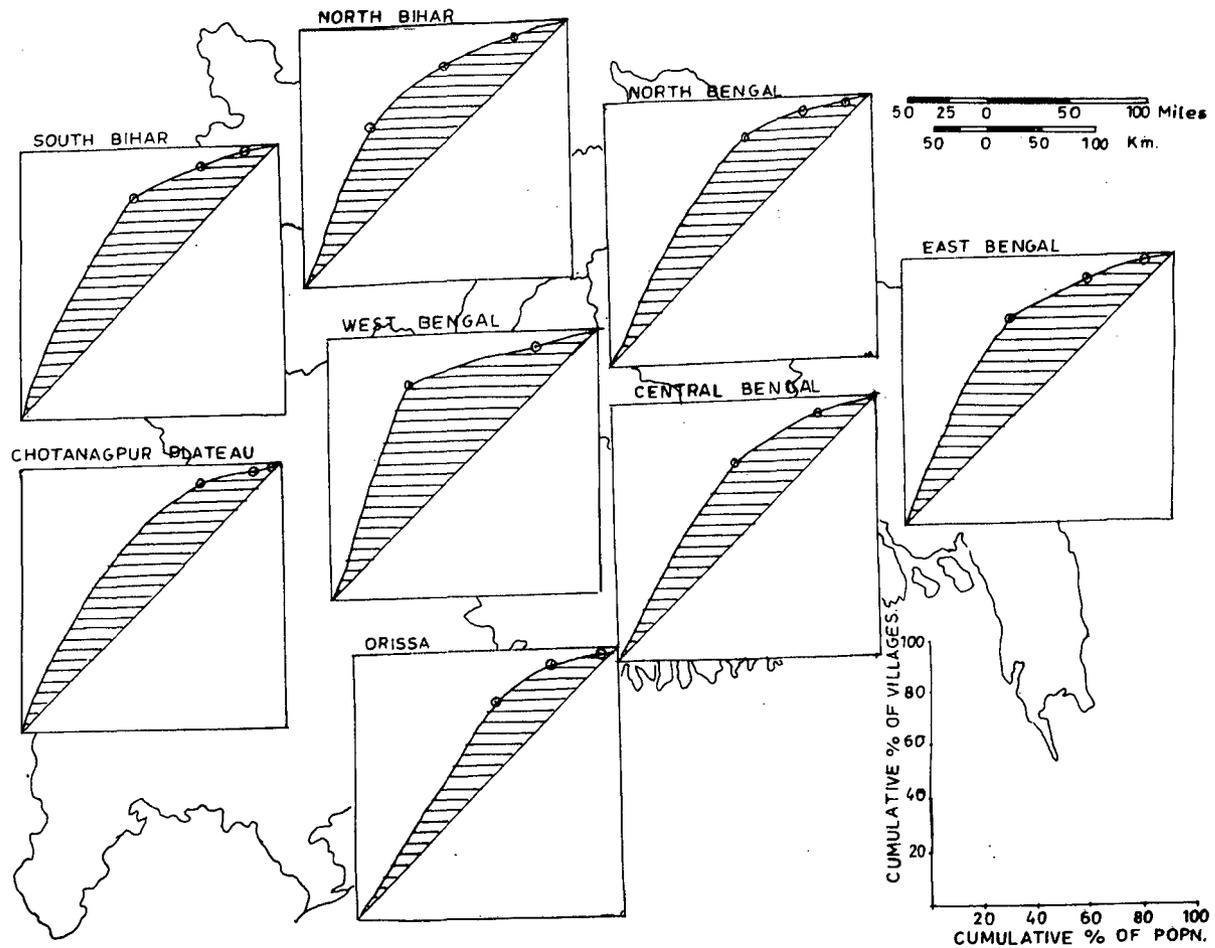 NORTH BIHAR
NORTH BENGAL
50 25 0 50 100 Miles
50 0 50 100 Km.
SOUTH BIHAR
EAST BENGAL
WEST BENGAL
CENTRAL BENGAL
CHOTANAGPUR PLATEAU
ORISSA
CUMULATIVE % OF VILLAGES.
100
80
60
40
20
20 40 60 80 100
CUMULATIVE % OF POPN.